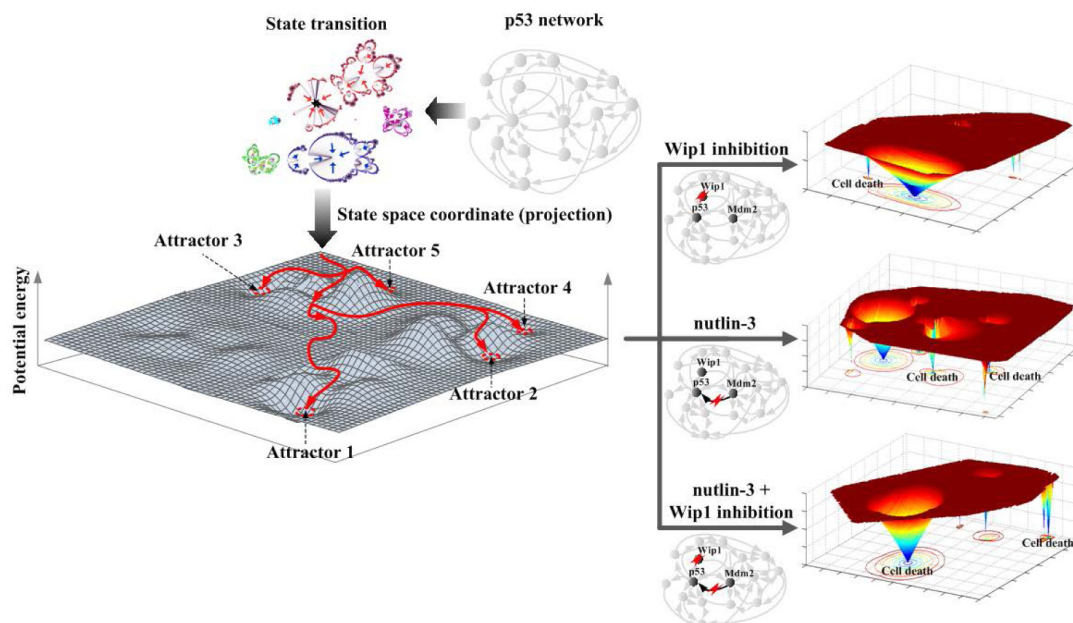 State transition
p53 network
State space coordinate (projection)
Attractor 3
Attractor 5
Attractor 4
Potential energy
Attractor 2
Attractor 1
Wip1 inhibition
Wip1
p53
Mdm2
Cell death
nutlin-3
Wip1
p53
Mdm2
Cell death
Cell death
nutlin-3 +
Wip1 inhibition
Wip1
p53
Mdm2
Cell death
Cell death